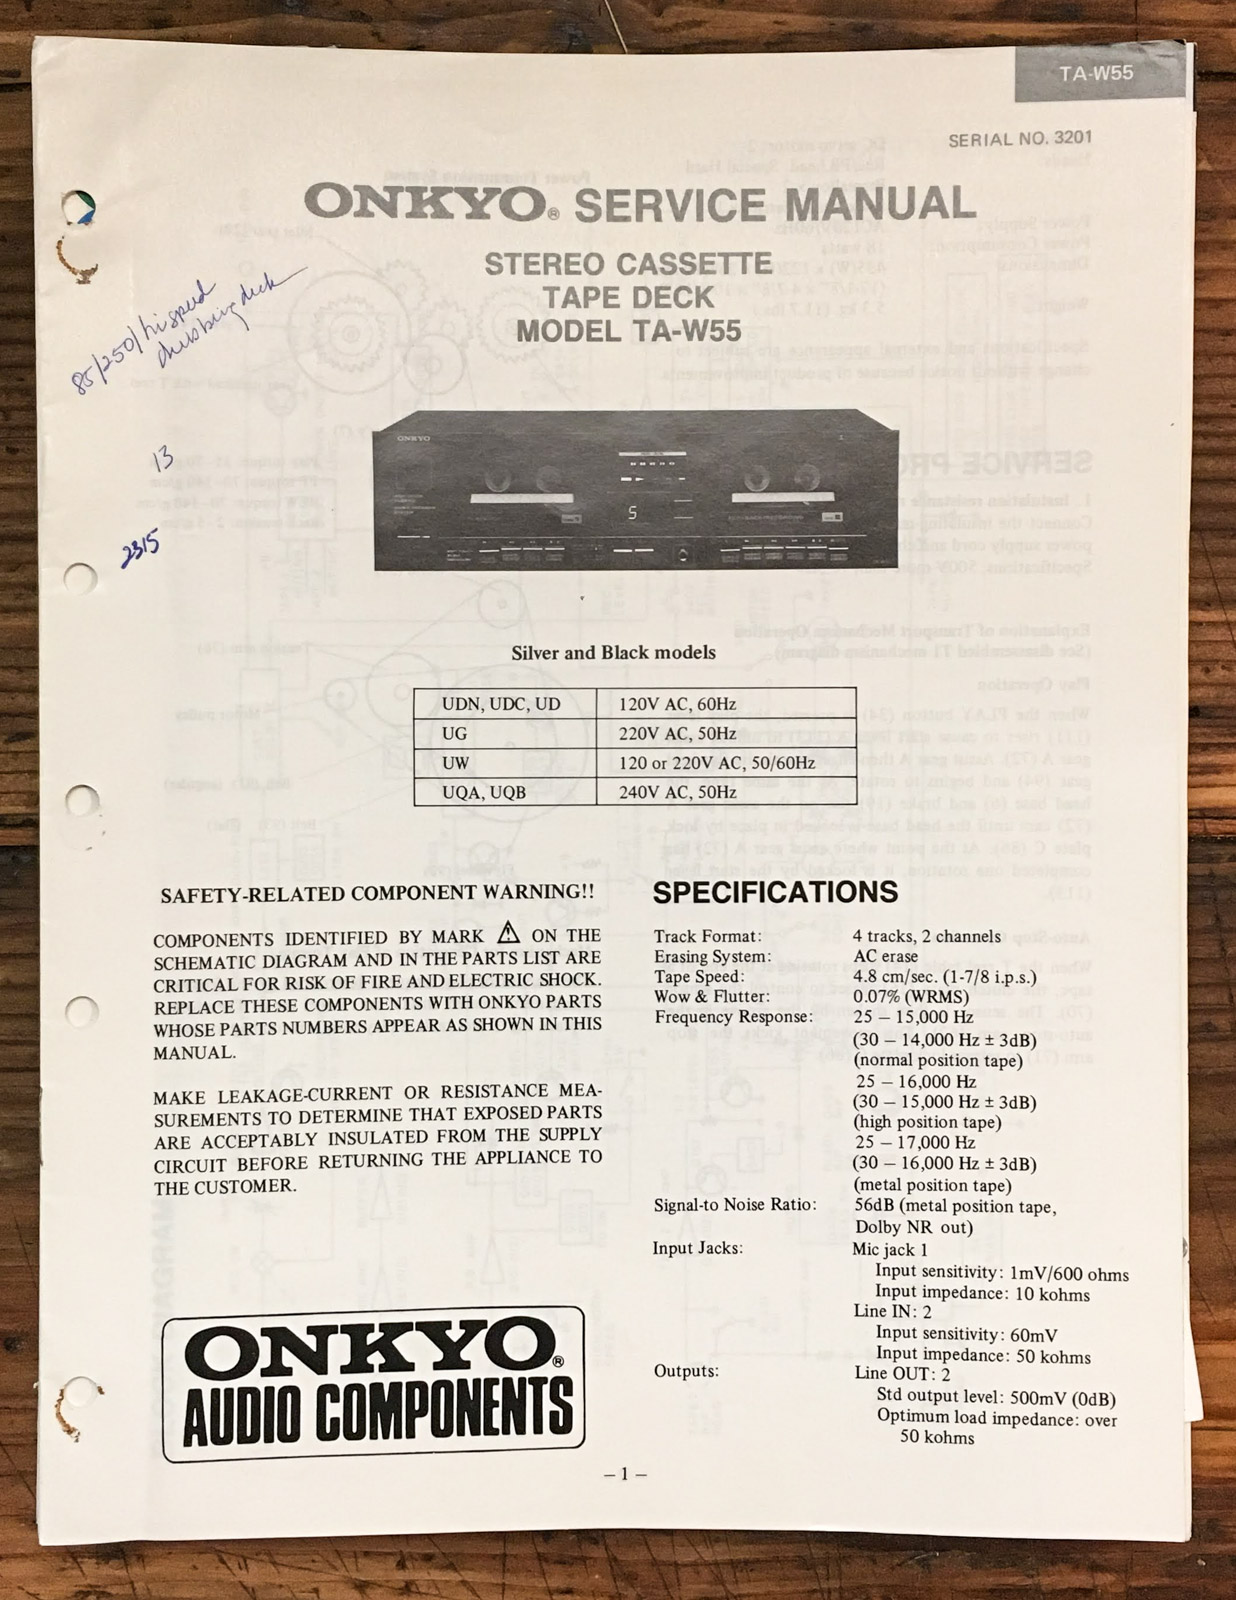 TA-W55
SERIAL NO. 3201
ONKYO® SERVICE MANUAL
STEREO CASSETTE
TAPE DECK
MODEL TA-W55
85/250/hi speed
dubbing deck
13
2315
ONKYO
Silver and Black models
UDN, UDC, UD 120V AC, 60Hz
UG 220V AC, 50Hz
UW 120 or 220V AC, 50/60Hz
UQA, UQB 240V AC, 50Hz
SAFETY-RELATED COMPONENT WARNING!!
COMPONENTS IDENTIFIED BY MARK ⚠ ON THE
SCHEMATIC DIAGRAM AND IN THE PARTS LIST ARE
CRITICAL FOR RISK OF FIRE AND ELECTRIC SHOCK.
REPLACE THESE COMPONENTS WITH ONKYO PARTS
WHOSE PARTS NUMBERS APPEAR AS SHOWN IN THIS
MANUAL.
MAKE LEAKAGE-CURRENT OR RESISTANCE MEA-
SUREMENTS TO DETERMINE THAT EXPOSED PARTS
ARE ACCEPTABLY INSULATED FROM THE SUPPLY
CIRCUIT BEFORE RETURNING THE APPLIANCE TO
THE CUSTOMER.
ONKYO®
AUDIO COMPONENTS
SPECIFICATIONS
Track Format: 4 tracks, 2 channels
Erasing System: AC erase
Tape Speed: 4.8 cm/sec. (1-7/8 i.p.s.)
Wow & Flutter: 0.07% (WRMS)
Frequency Response: 25 – 15,000 Hz
(30 – 14,000 Hz ± 3dB)
(normal position tape)
25 – 16,000 Hz
(30 – 15,000 Hz ± 3dB)
(high position tape)
25 – 17,000 Hz
(30 – 16,000 Hz ± 3dB)
(metal position tape)
Signal-to Noise Ratio: 56dB (metal position tape,
Dolby NR out)
Input Jacks: Mic jack 1
Input sensitivity: 1mV/600 ohms
Input impedance: 10 kohms
Line IN: 2
Input sensitivity: 60mV
Input impedance: 50 kohms
Outputs: Line OUT: 2
Std output level: 500mV (0dB)
Optimum load impedance: over
50 kohms
– 1 –